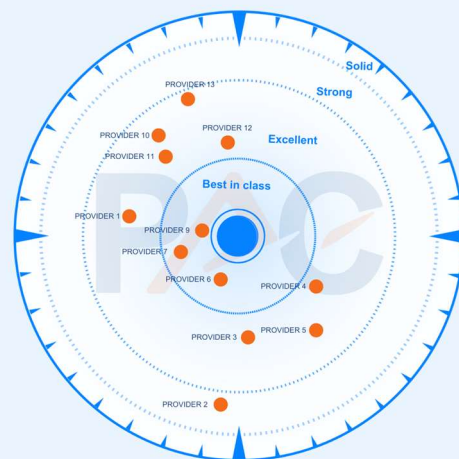 Solid
PROVIDER 13
Strong
PROVIDER 12
PROVIDER 10
Excellent
PROVIDER 11
Best in class
PROVIDER 1
PROVIDER 9
PROVIDER 7
PROVIDER 6
PROVIDER 4
PROVIDER 5
PROVIDER 3
PROVIDER 2
PAC